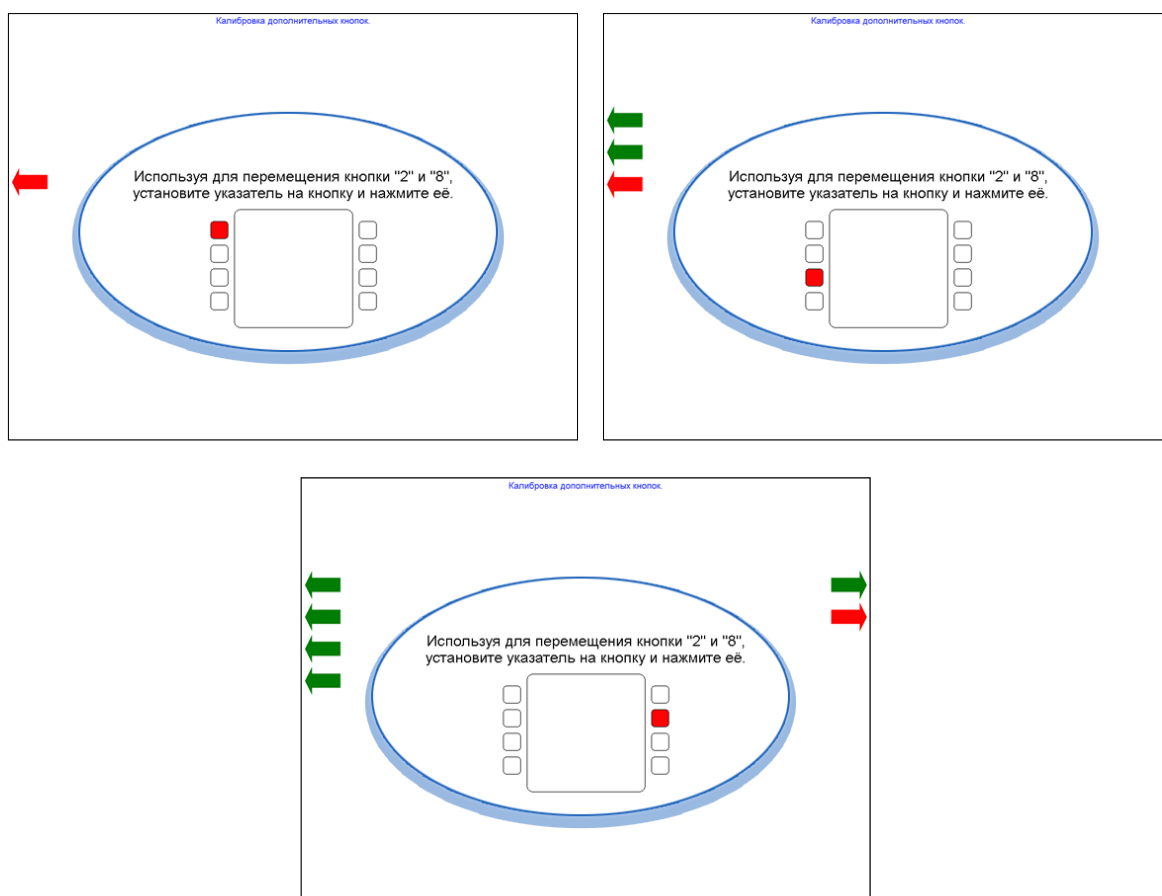 Калибровка дополнительных кнопок.
Используя для перемещения кнопки "2" и "8",
установите указатель на кнопку и нажмите её.
Калибровка дополнительных кнопок.
Используя для перемещения кнопки "2" и "8",
установите указатель на кнопку и нажмите её.
Калибровка дополнительных кнопок.
Используя для перемещения кнопки "2" и "8",
установите указатель на кнопку и нажмите её.